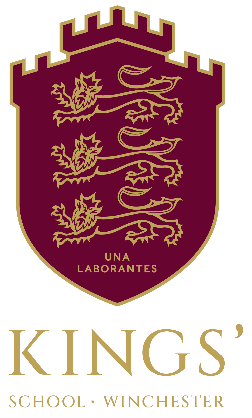 UNA
LABORANTES
KINGS’
SCHOOL · WINCHESTER